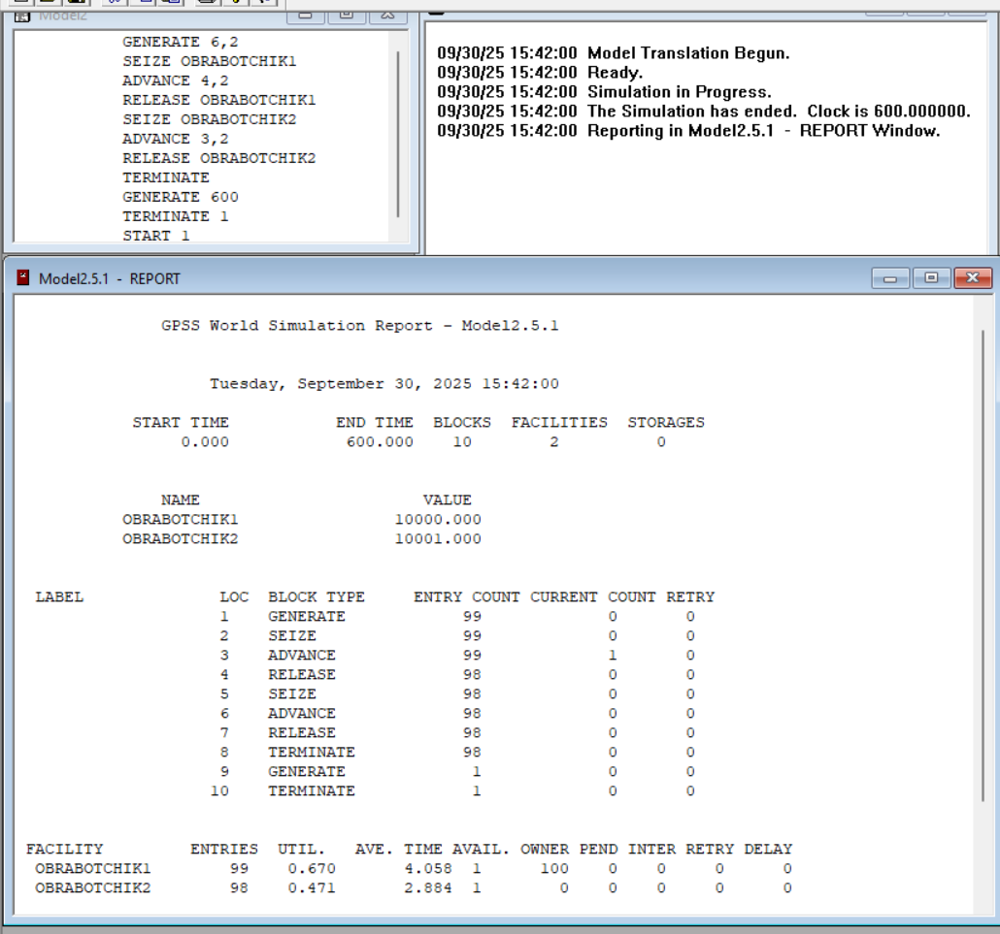 Model2
GENERATE 6,2
SEIZE OBRABOTCHIK1
ADVANCE 4,2
RELEASE OBRABOTCHIK1
SEIZE OBRABOTCHIK2
ADVANCE 3,2
RELEASE OBRABOTCHIK2
TERMINATE
GENERATE 600
TERMINATE 1
START 1
09/30/25 15:42:00 Model Translation Begun.
09/30/25 15:42:00 Ready.
09/30/25 15:42:00 Simulation in Progress.
09/30/25 15:42:00 The Simulation has ended. Clock is 600.000000.
09/30/25 15:42:00 Reporting in Model2.5.1 - REPORT Window.
Model2.5.1 - REPORT
GPSS World Simulation Report - Model2.5.1
Tuesday, September 30, 2025 15:42:00
START TIME END TIME BLOCKS FACILITIES STORAGES
0.000 600.000 10 2 0
NAME VALUE
OBRABOTCHIK1 10000.000
OBRABOTCHIK2 10001.000
LABEL LOC BLOCK TYPE ENTRY COUNT CURRENT COUNT RETRY
1 GENERATE 99 0 0
2 SEIZE 99 0 0
3 ADVANCE 99 1 0
4 RELEASE 98 0 0
5 SEIZE 98 0 0
6 ADVANCE 98 0 0
7 RELEASE 98 0 0
8 TERMINATE 98 0 0
9 GENERATE 1 0 0
10 TERMINATE 1 0 0
FACILITY ENTRIES UTIL. AVE. TIME AVAIL. OWNER PEND INTER RETRY DELAY
OBRABOTCHIK1 99 0.670 4.058 1 100 0 0 0 0
OBRABOTCHIK2 98 0.471 2.884 1 0 0 0 0 0